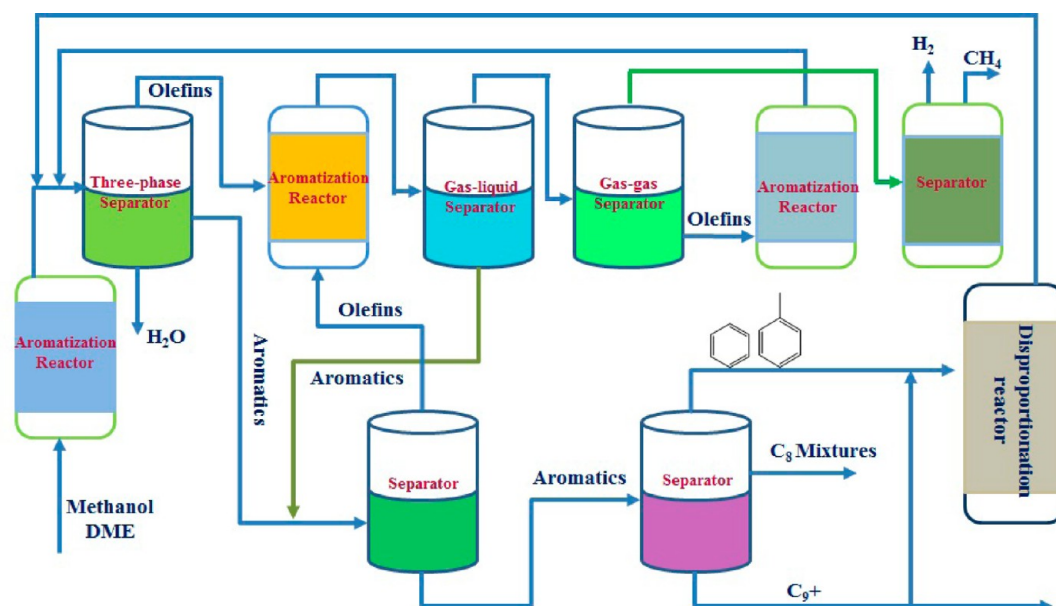 H₂
CH₄
Olefins
Three-phase
Separator
Aromatization
Reactor
Gas-liquid
Separator
Gas-gas
Separator
Olefins
Aromatization
Reactor
Separator
Aromatization
Reactor
H₂O
Olefins
Aromatics
Aromatics
Disproportionation
reactor
Methanol
DME
Separator
Aromatics
Separator
C₈ Mixtures
C₉+